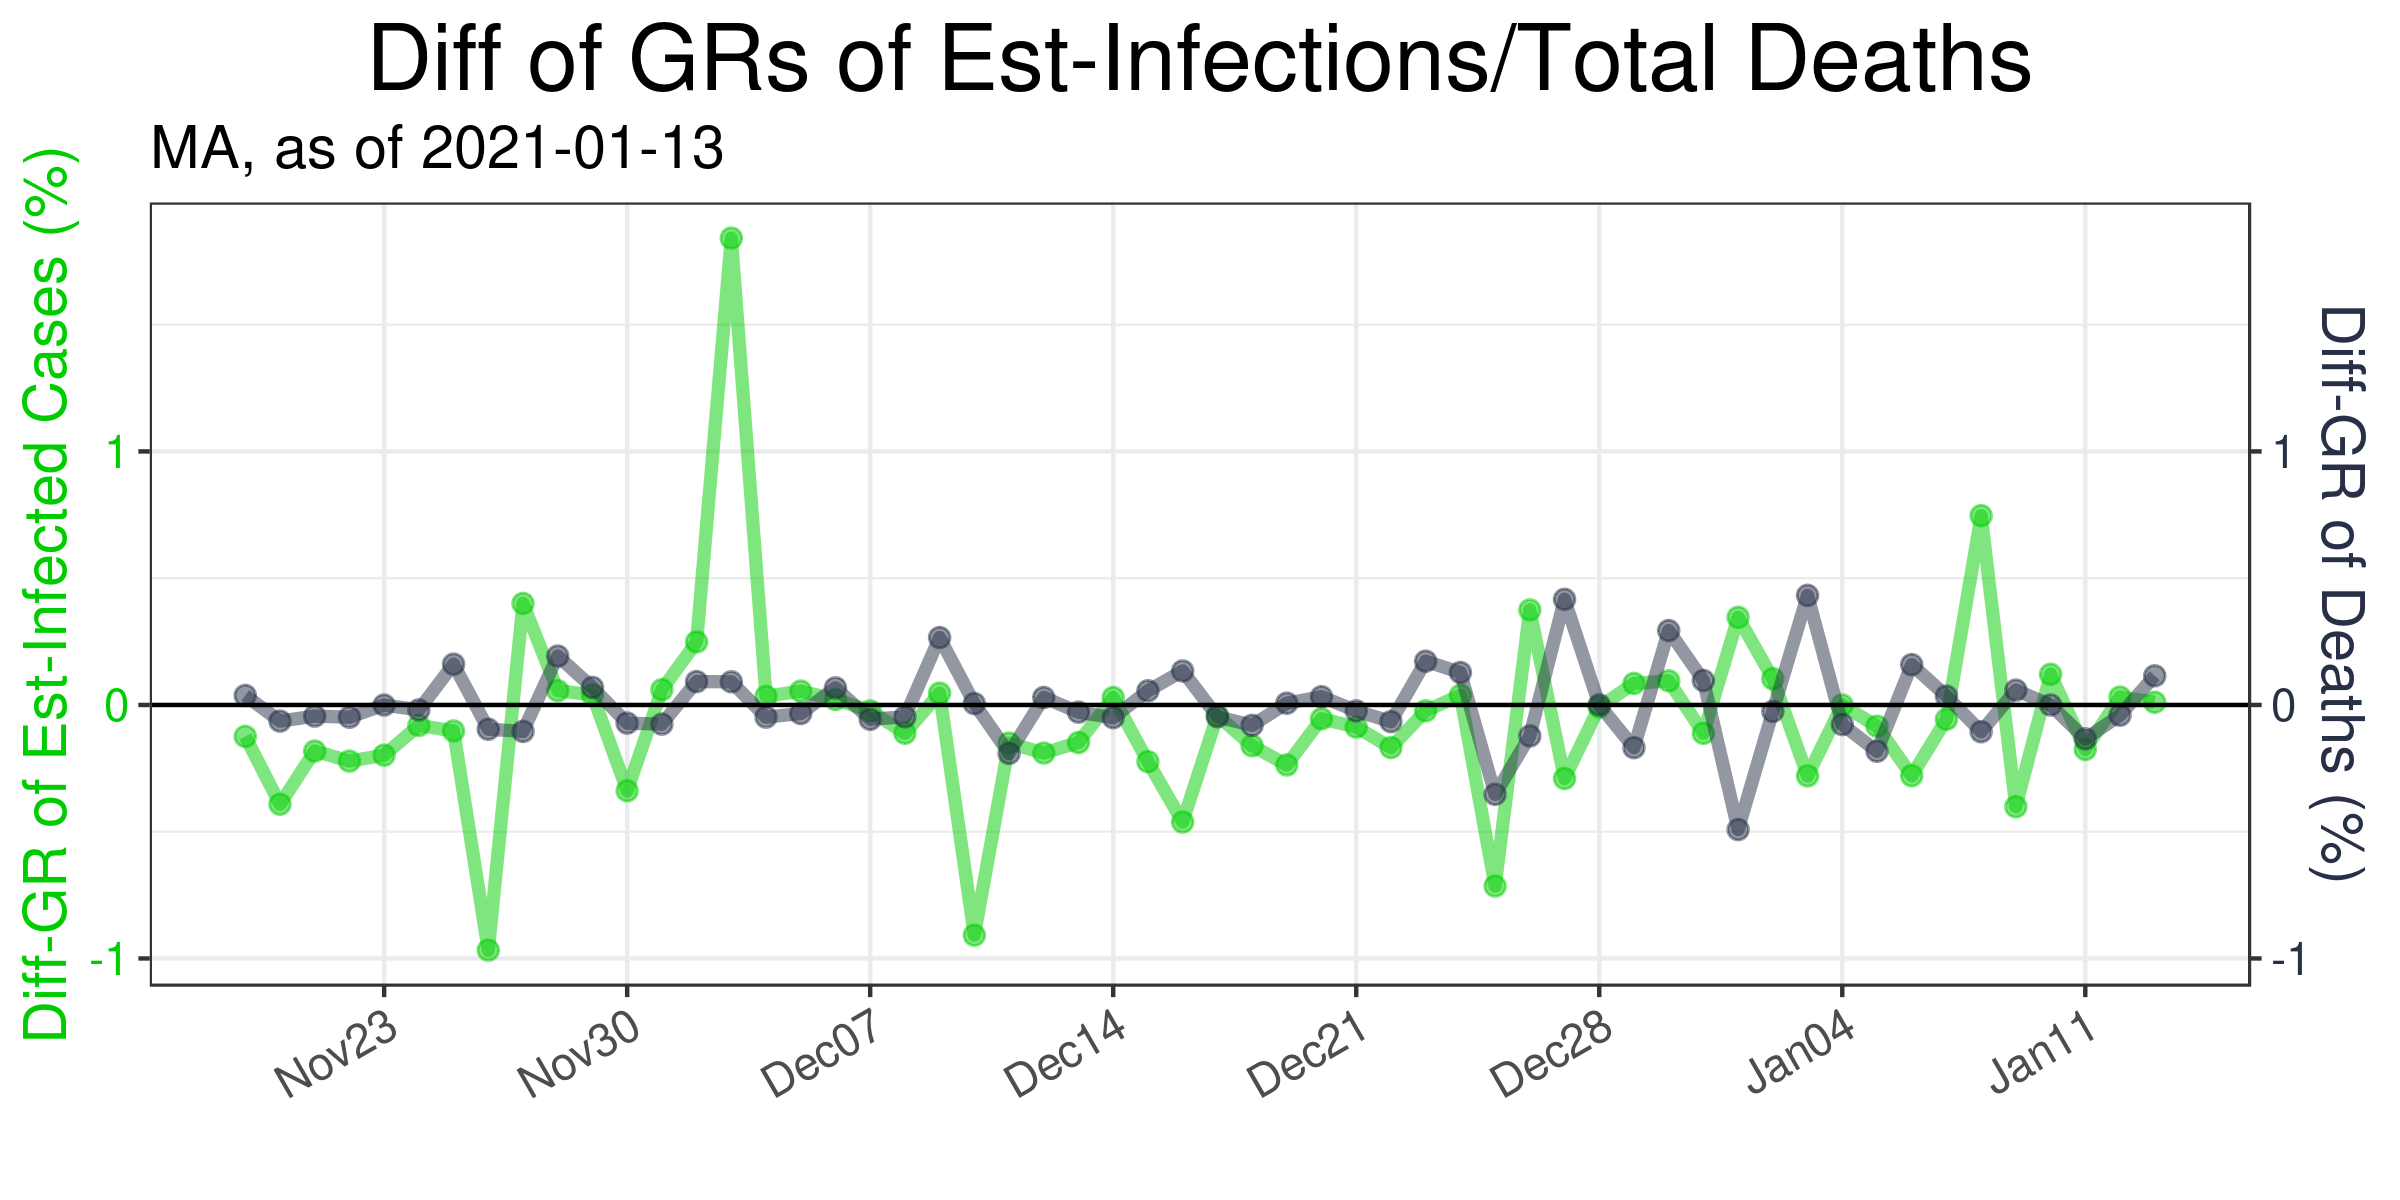 Diff of GRs of Est-Infections/Total Deaths
MA, as of 2021-01-13
Diff-GR of Est-Infected Cases (%)
1
0
-1
1
0
-1
Diff-GR of Deaths (%)
Nov23
Nov30
Dec07
Dec14
Dec21
Dec28
Jan04
Jan11